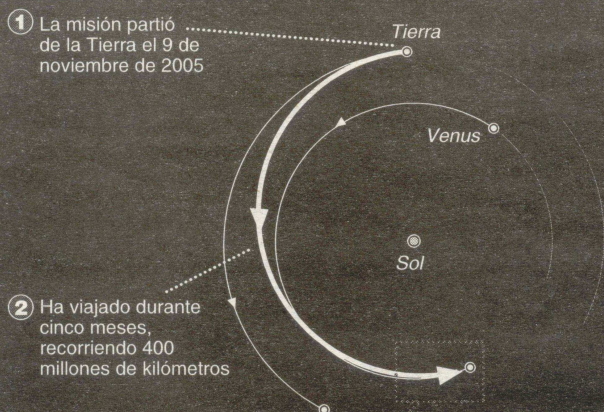 1 La misión partió
de la Tierra el 9 de
noviembre de 2005
Tierra
Venus
Sol
2 Ha viajado durante
cinco meses,
recorriendo 400
millones de kilómetros